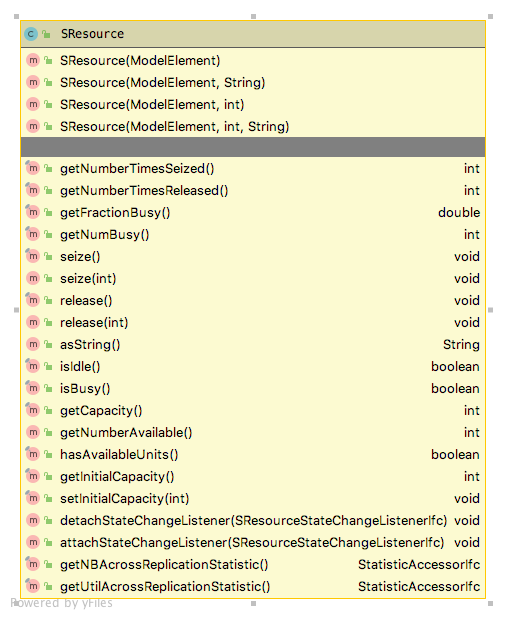 SResource
SResource(ModelElement)
SResource(ModelElement, String)
SResource(ModelElement, int)
SResource(ModelElement, int, String)
getNumberTimesSeized() int
getNumberTimesReleased() int
getFractionBusy() double
getNumBusy() int
seize() void
seize(int) void
release() void
release(int) void
asString() String
isIdle() boolean
isBusy() boolean
getCapacity() int
getNumberAvailable() int
hasAvailableUnits() boolean
getInitialCapacity() int
setInitialCapacity(int) void
detachStateChangeListener(SResourceStateChangeListenerIfc) void
attachStateChangeListener(SResourceStateChangeListenerIfc) void
getNBAcrossReplicationStatistic() StatisticAccessorIfc
getUtilAcrossReplicationStatistic() StatisticAccessorIfc
Powered by yFiles